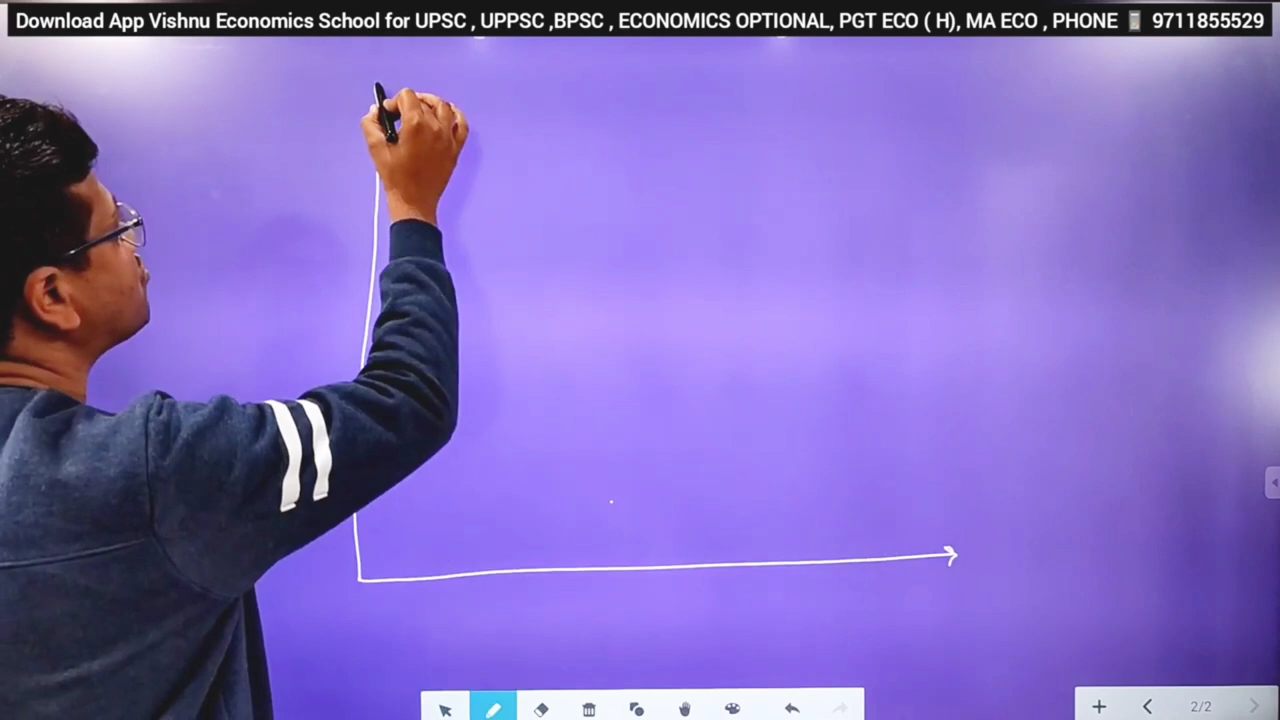 Download App Vishnu Economics School for UPSC , UPPSC ,BPSC , ECONOMICS OPTIONAL, PGT ECO ( H), MA ECO , PHONE 📱 9711855529
2/2